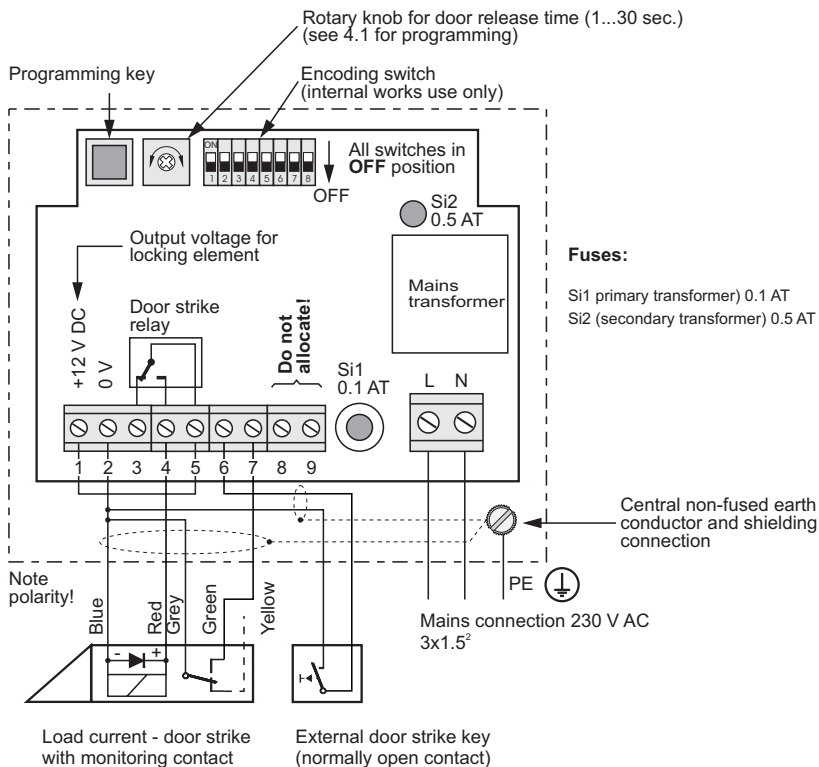 Rotary knob for door release time (1...30 sec.)
(see 4.1 for programming)
Programming key
Encoding switch
(internal works use only)
ON
1 2 3 4 5 6 7 8
All switches in
OFF position
OFF
Si2
0.5 AT
Output voltage for
locking element
Mains
transformer
Fuses:
Si1 primary transformer) 0.1 AT
Si2 (secondary transformer) 0.5 AT
+12 V DC
0 V
Door strike
relay
Do not
allocate!
Si1
0.1 AT
L N
1 2 3 4 5 6 7 8 9
Central non-fused earth
conductor and shielding
connection
Note
polarity!
PE
Blue
Red
Grey
Green
Yellow
Mains connection 230 V AC
3x1.5²
- +
Load current - door strike
with monitoring contact
External door strike key
(normally open contact)